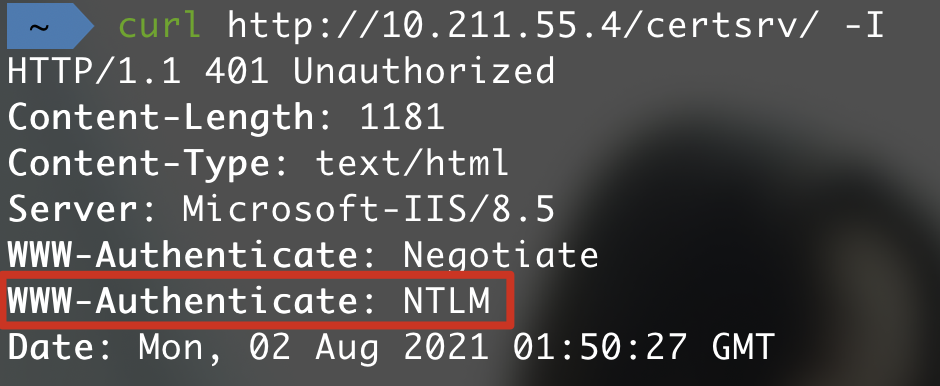 ~ curl http://10.211.55.4/certsrv/ -I
HTTP/1.1 401 Unauthorized
Content-Length: 1181
Content-Type: text/html
Server: Microsoft-IIS/8.5
WWW-Authenticate: Negotiate
WWW-Authenticate: NTLM
Date: Mon, 02 Aug 2021 01:50:27 GMT